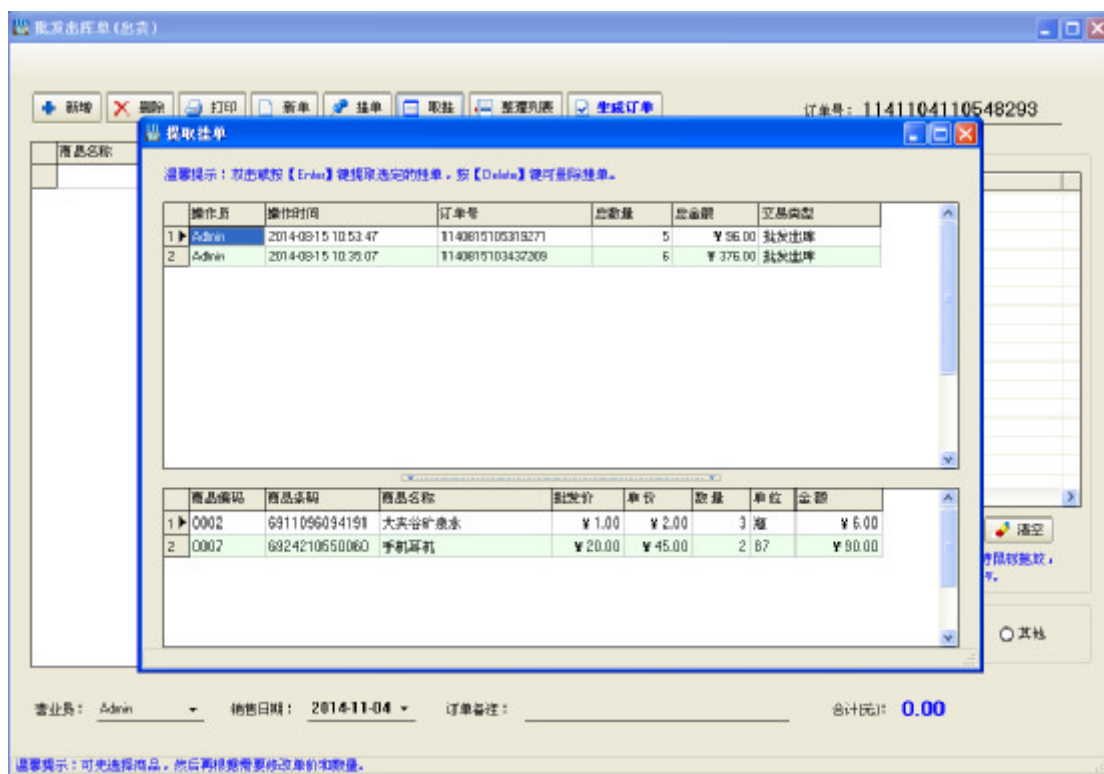 批发出库单(出货)
新增 删除 打印 新单 挂单 取挂 整理列表 生成订单 订单号: 1141104110548293
提取挂单
商品名称
温馨提示:双击或按【Enter】键提取选定的挂单,按【Delete】键可删除挂单。
操作员 操作时间 订单号 总数量 总金额 交易类型
1 Admin 2014-08-15 10:53:47 1140815105319271 5 ¥ 96.00 批发出库
2 Admin 2014-08-15 10:35:07 1140815103437209 6 ¥ 376.00 批发出库
商品编码 商品条码 商品名称 批发价 单价 数量 单位 金额
1 0002 6911096094191 大夹谷矿泉水 ¥ 1.00 ¥ 2.00 3 瓶 ¥ 6.00
2 0007 6924210550060 手机耳机 ¥ 20.00 ¥ 45.00 2 87 ¥ 90.00
清空
其他
营业员: Admin 销售日期: 2014-11-04 订单备注: 合计(元): 0.00
温馨提示:可先选择商品,然后再根据需要修改单价和数量。